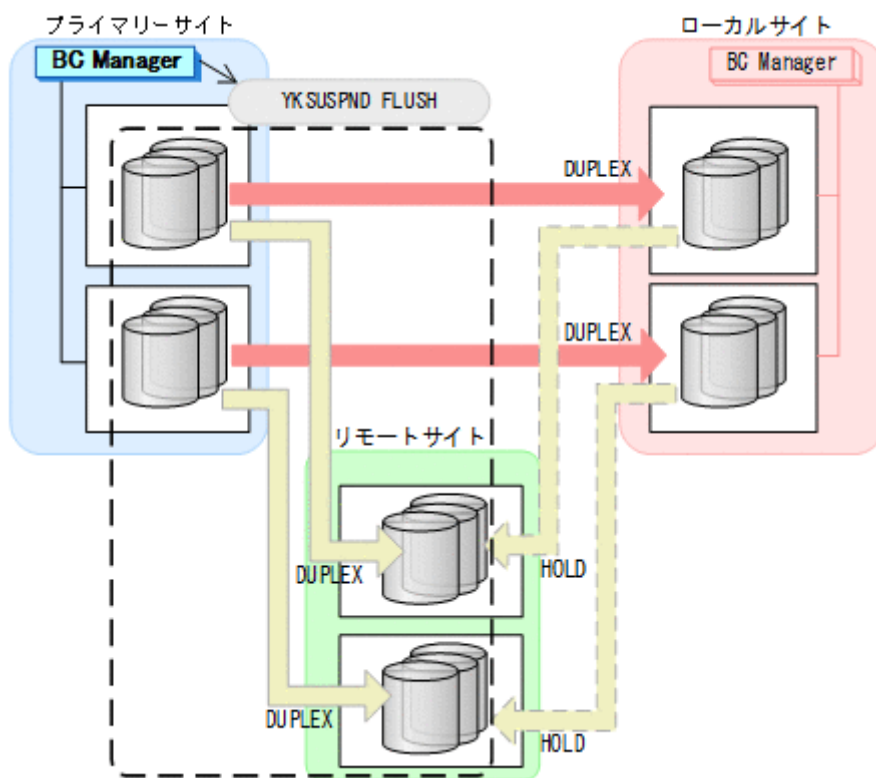 プライマリーサイト
ローカルサイト
BC Manager
BC Manager
YKSUSPND FLUSH
DUPLEX
DUPLEX
リモートサイト
DUPLEX
HOLD
DUPLEX
HOLD